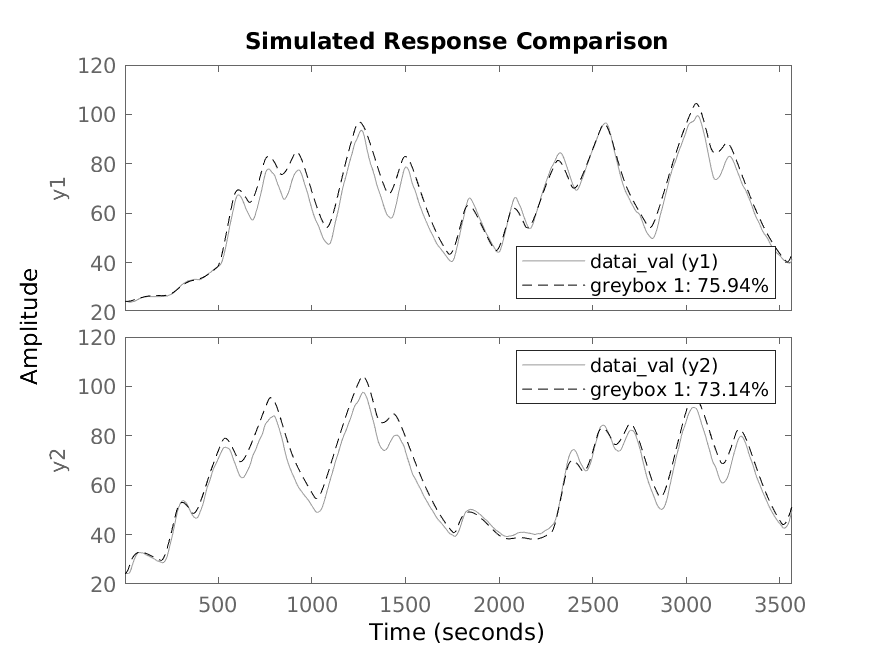 Simulated Response Comparison
120
100
80
60
40
20
y1
datai_val (y1)
greybox 1: 75.94%
Amplitude
120
100
80
60
40
20
y2
datai_val (y2)
greybox 1: 73.14%
500 1000 1500 2000 2500 3000 3500
Time (seconds)